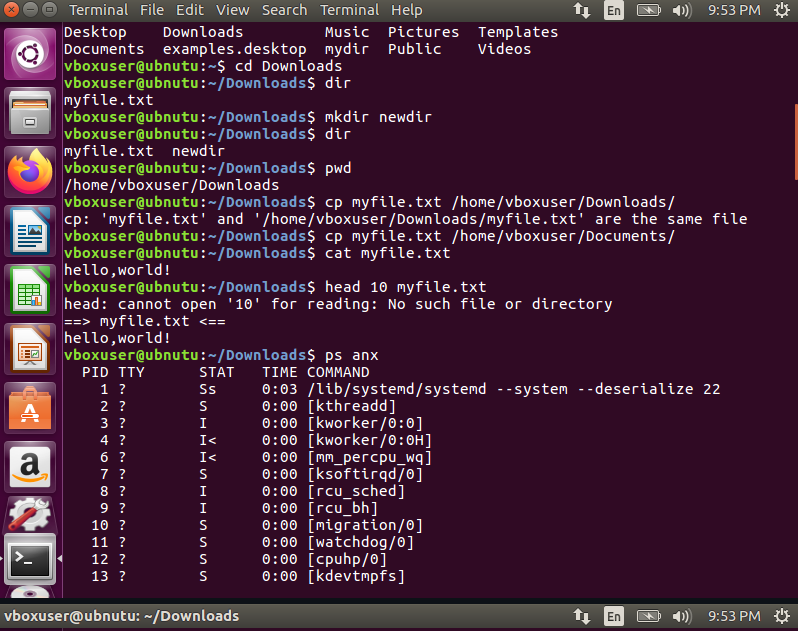 Terminal File Edit View Search Terminal Help En 9:53 PM
Desktop Downloads Music Pictures Templates
Documents examples.desktop mydir Public Videos
vboxuser@ubnutu:~$ cd Downloads
vboxuser@ubnutu:~/Downloads$ dir
myfile.txt
vboxuser@ubnutu:~/Downloads$ mkdir newdir
vboxuser@ubnutu:~/Downloads$ dir
myfile.txt newdir
vboxuser@ubnutu:~/Downloads$ pwd
/home/vboxuser/Downloads
vboxuser@ubnutu:~/Downloads$ cp myfile.txt /home/vboxuser/Downloads/
cp: 'myfile.txt' and '/home/vboxuser/Downloads/myfile.txt' are the same file
vboxuser@ubnutu:~/Downloads$ cp myfile.txt /home/vboxuser/Documents/
vboxuser@ubnutu:~/Downloads$ cat myfile.txt
hello,world!
vboxuser@ubnutu:~/Downloads$ head 10 myfile.txt
head: cannot open '10' for reading: No such file or directory
==> myfile.txt <==
hello,world!
vboxuser@ubnutu:~/Downloads$ ps anx
PID TTY STAT TIME COMMAND
1 ? Ss 0:03 /lib/systemd/systemd --system --deserialize 22
2 ? S 0:00 [kthreadd]
3 ? I 0:00 [kworker/0:0]
4 ? I< 0:00 [kworker/0:0H]
6 ? I< 0:00 [mm_percpu_wq]
7 ? S 0:00 [ksoftirqd/0]
8 ? I 0:00 [rcu_sched]
9 ? I 0:00 [rcu_bh]
10 ? S 0:00 [migration/0]
11 ? S 0:00 [watchdog/0]
12 ? S 0:00 [cpuhp/0]
13 ? S 0:00 [kdevtmpfs]
vboxuser@ubnutu: ~/Downloads En 9:53 PM